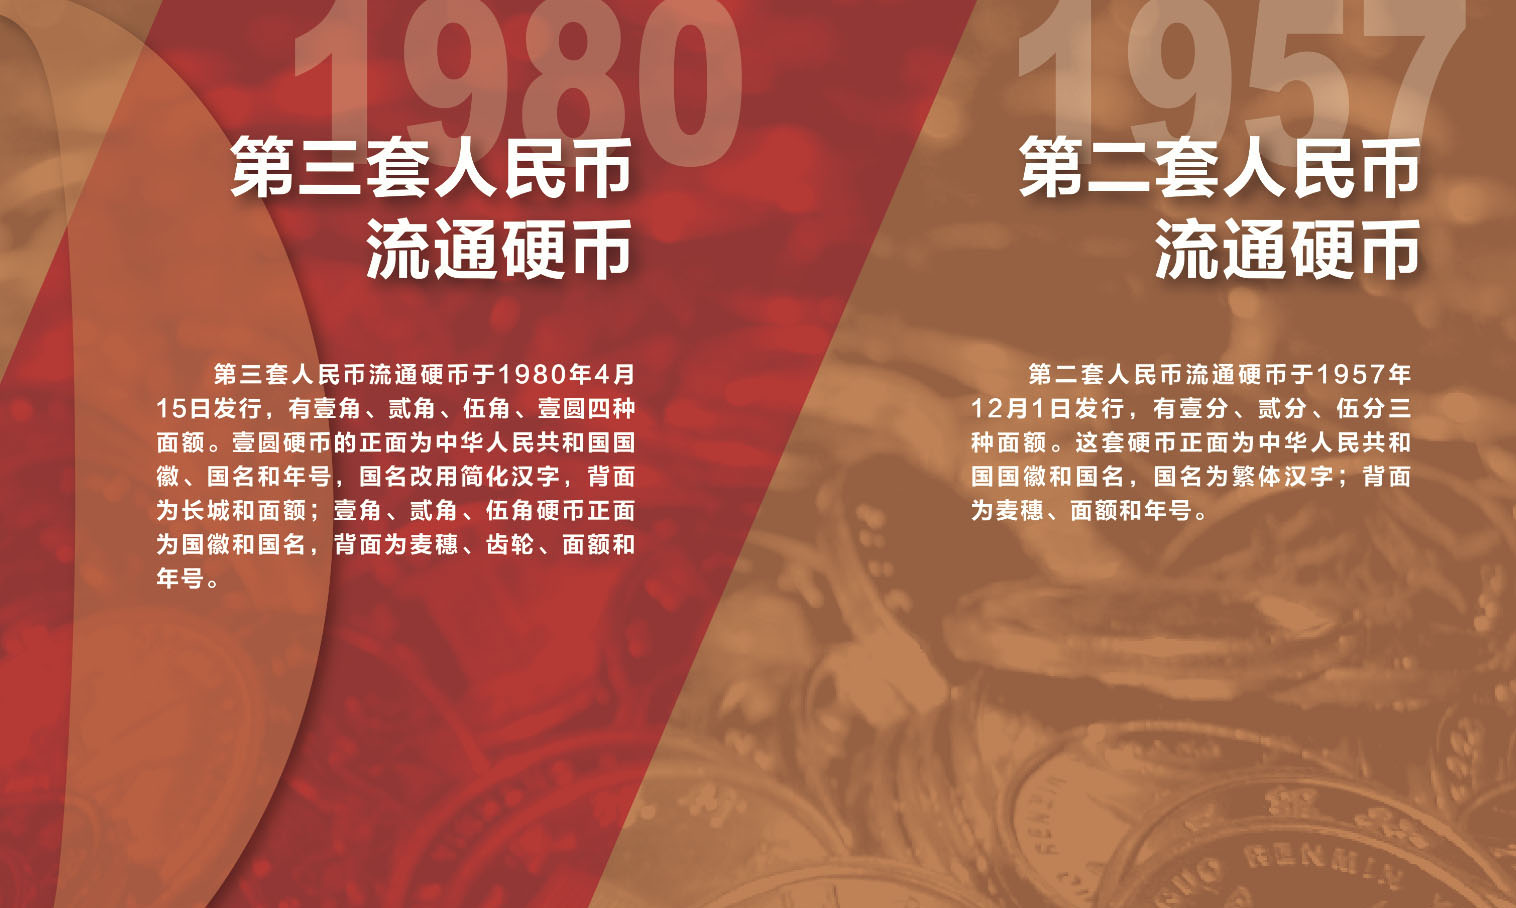 1980
第三套人民币
流通硬币
第三套人民币流通硬币于1980年4月
15日发行，有壹角、贰角、伍角、壹圆四种
面额。壹圆硬币的正面为中华人民共和国国
徽、国名和年号，国名改用简化汉字，背面
为长城和面额；壹角、贰角、伍角硬币正面
为国徽和国名，背面为麦穗、齿轮、面额和
年号。
1957
第二套人民币
流通硬币
第二套人民币流通硬币于1957年
12月1日发行，有壹分、贰分、伍分三
种面额。这套硬币正面为中华人民共和
国国徽和国名，国名为繁体汉字；背面
为麦穗、面额和年号。
RENMIN